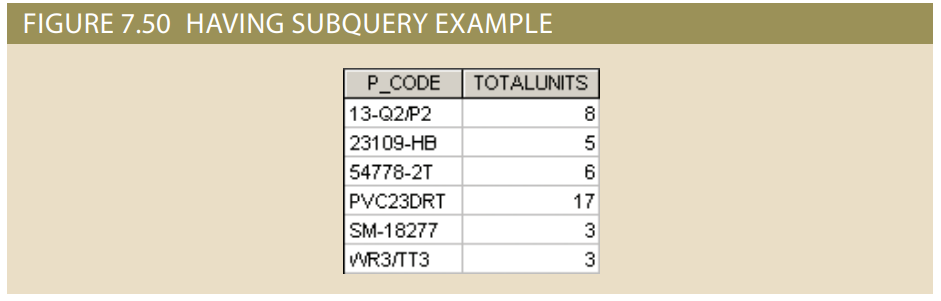 FIGURE 7.50 HAVING SUBQUERY EXAMPLE
P_CODE TOTALUNITS
13-Q2/P2 8
23109-HB 5
54778-2T 6
PVC23DRT 17
SM-18277 3
WR3/TT3 3